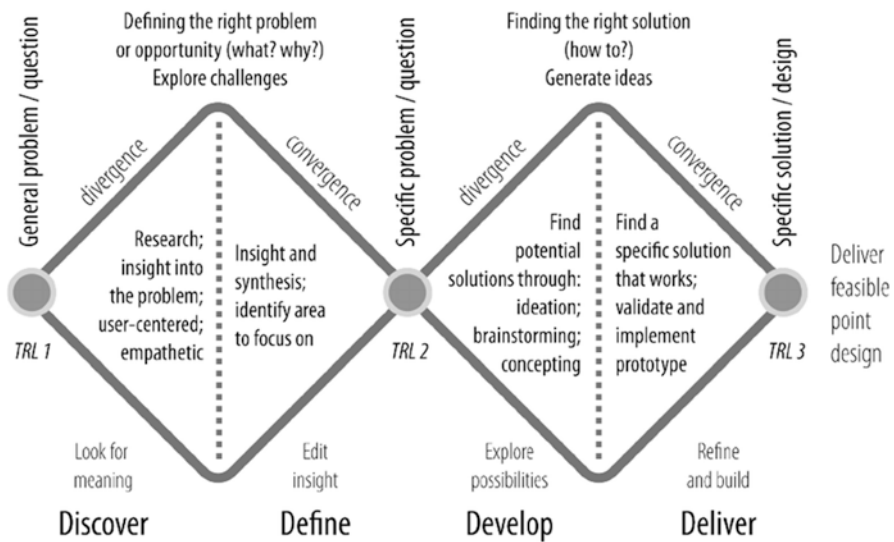 Defining the right problem
or opportunity (what? why?)
Explore challenges
Finding the right solution
(how to?)
Generate ideas
General problem / question
divergence
convergence
Specific problem / question
divergence
convergence
Specific solution / design
Research;
insight into
the problem;
user-centered;
empathetic
Insight and
synthesis;
identify area
to focus on
Find
potential
solutions through:
ideation;
brainstorming;
concepting
Find a
specific solution
that works;
validate and
implement
prototype
Deliver
feasible
point
design
TRL 1
TRL 2
TRL 3
Look for
meaning
Edit
insight
Explore
possibilities
Refine
and build
Discover
Define
Develop
Deliver